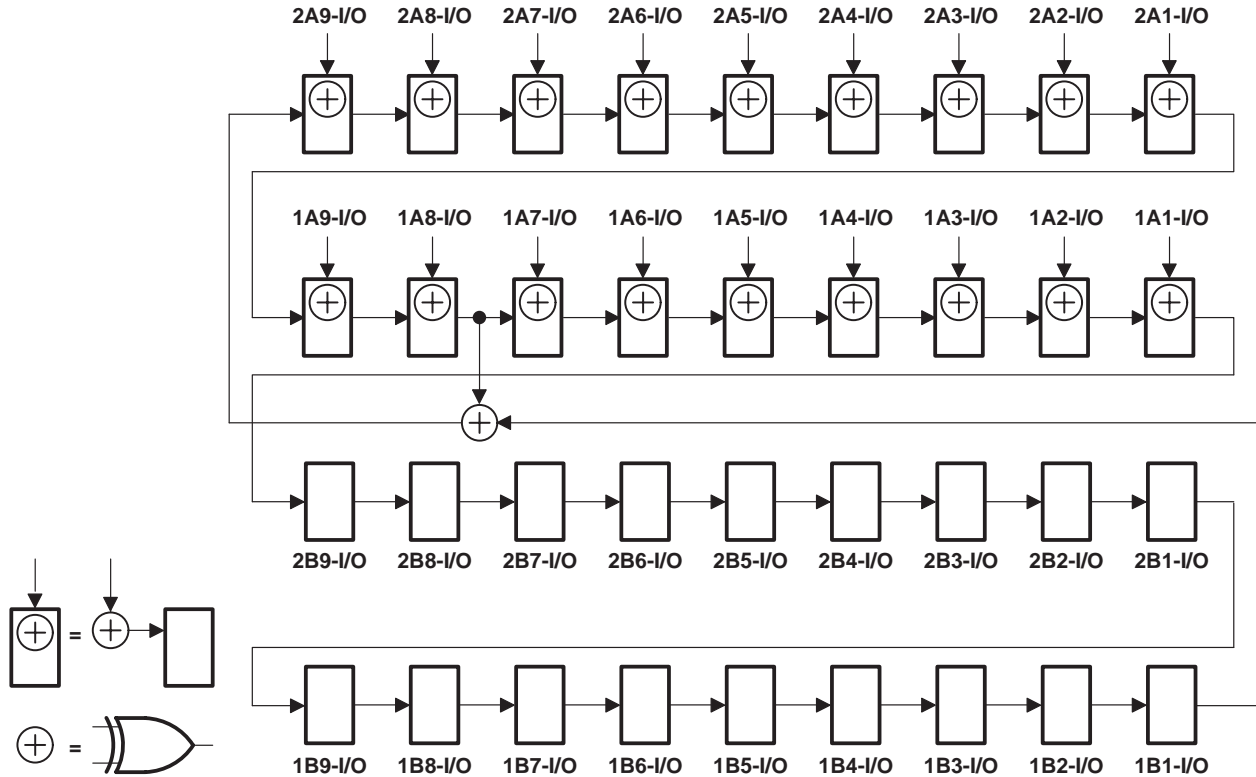 2A9-I/O 2A8-I/O 2A7-I/O 2A6-I/O 2A5-I/O 2A4-I/O 2A3-I/O 2A2-I/O 2A1-I/O
1A9-I/O 1A8-I/O 1A7-I/O 1A6-I/O 1A5-I/O 1A4-I/O 1A3-I/O 1A2-I/O 1A1-I/O
2B9-I/O 2B8-I/O 2B7-I/O 2B6-I/O 2B5-I/O 2B4-I/O 2B3-I/O 2B2-I/O 2B1-I/O
=
=
1B9-I/O 1B8-I/O 1B7-I/O 1B6-I/O 1B5-I/O 1B4-I/O 1B3-I/O 1B2-I/O 1B1-I/O